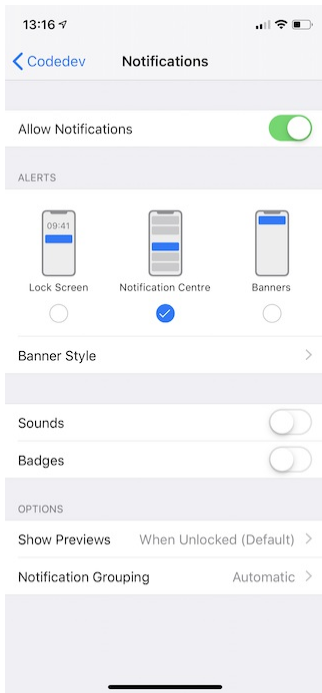 13:16
Codedev Notifications
Allow Notifications
ALERTS
09:41
Lock Screen Notification Centre Banners
Banner Style
Sounds
Badges
OPTIONS
Show Previews When Unlocked (Default)
Notification Grouping Automatic